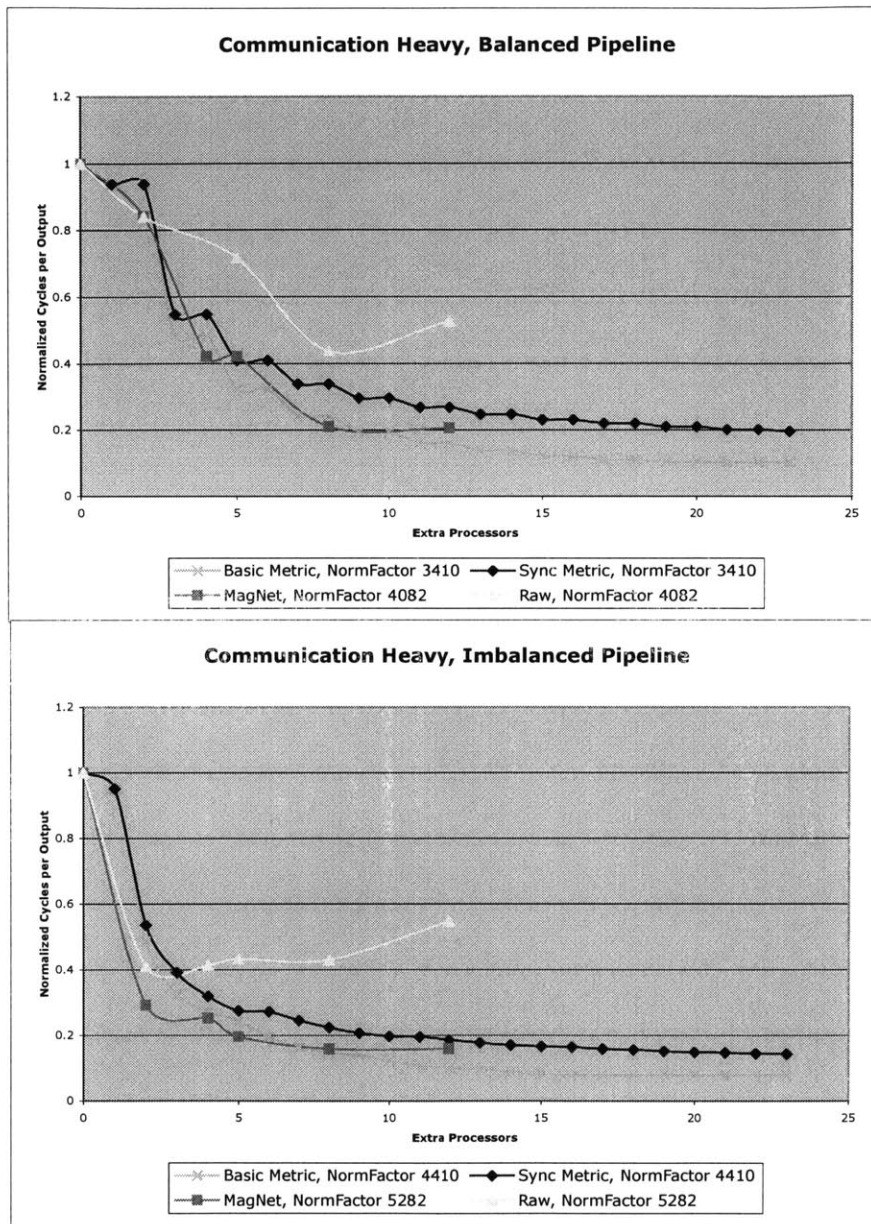 Communication Heavy, Balanced Pipeline
1.2
1
0.8
0.6
0.4
0.2
0
Normalized Cycles per Output
0 5 10 15 20 25
Extra Processors
Basic Metric, NormFactor 3410 Sync Metric, NormFactor 3410
MagNet, NormFactor 4082 Raw, NormFactor 4082
Communication Heavy, Imbalanced Pipeline
1.2
1
0.8
0.6
0.4
0.2
0
Normalized Cycles per Output
0 5 10 15 20 25
Extra Processors
Basic Metric, NormFactor 4410 Sync Metric, NormFactor 4410
MagNet, NormFactor 5282 Raw, NormFactor 5282